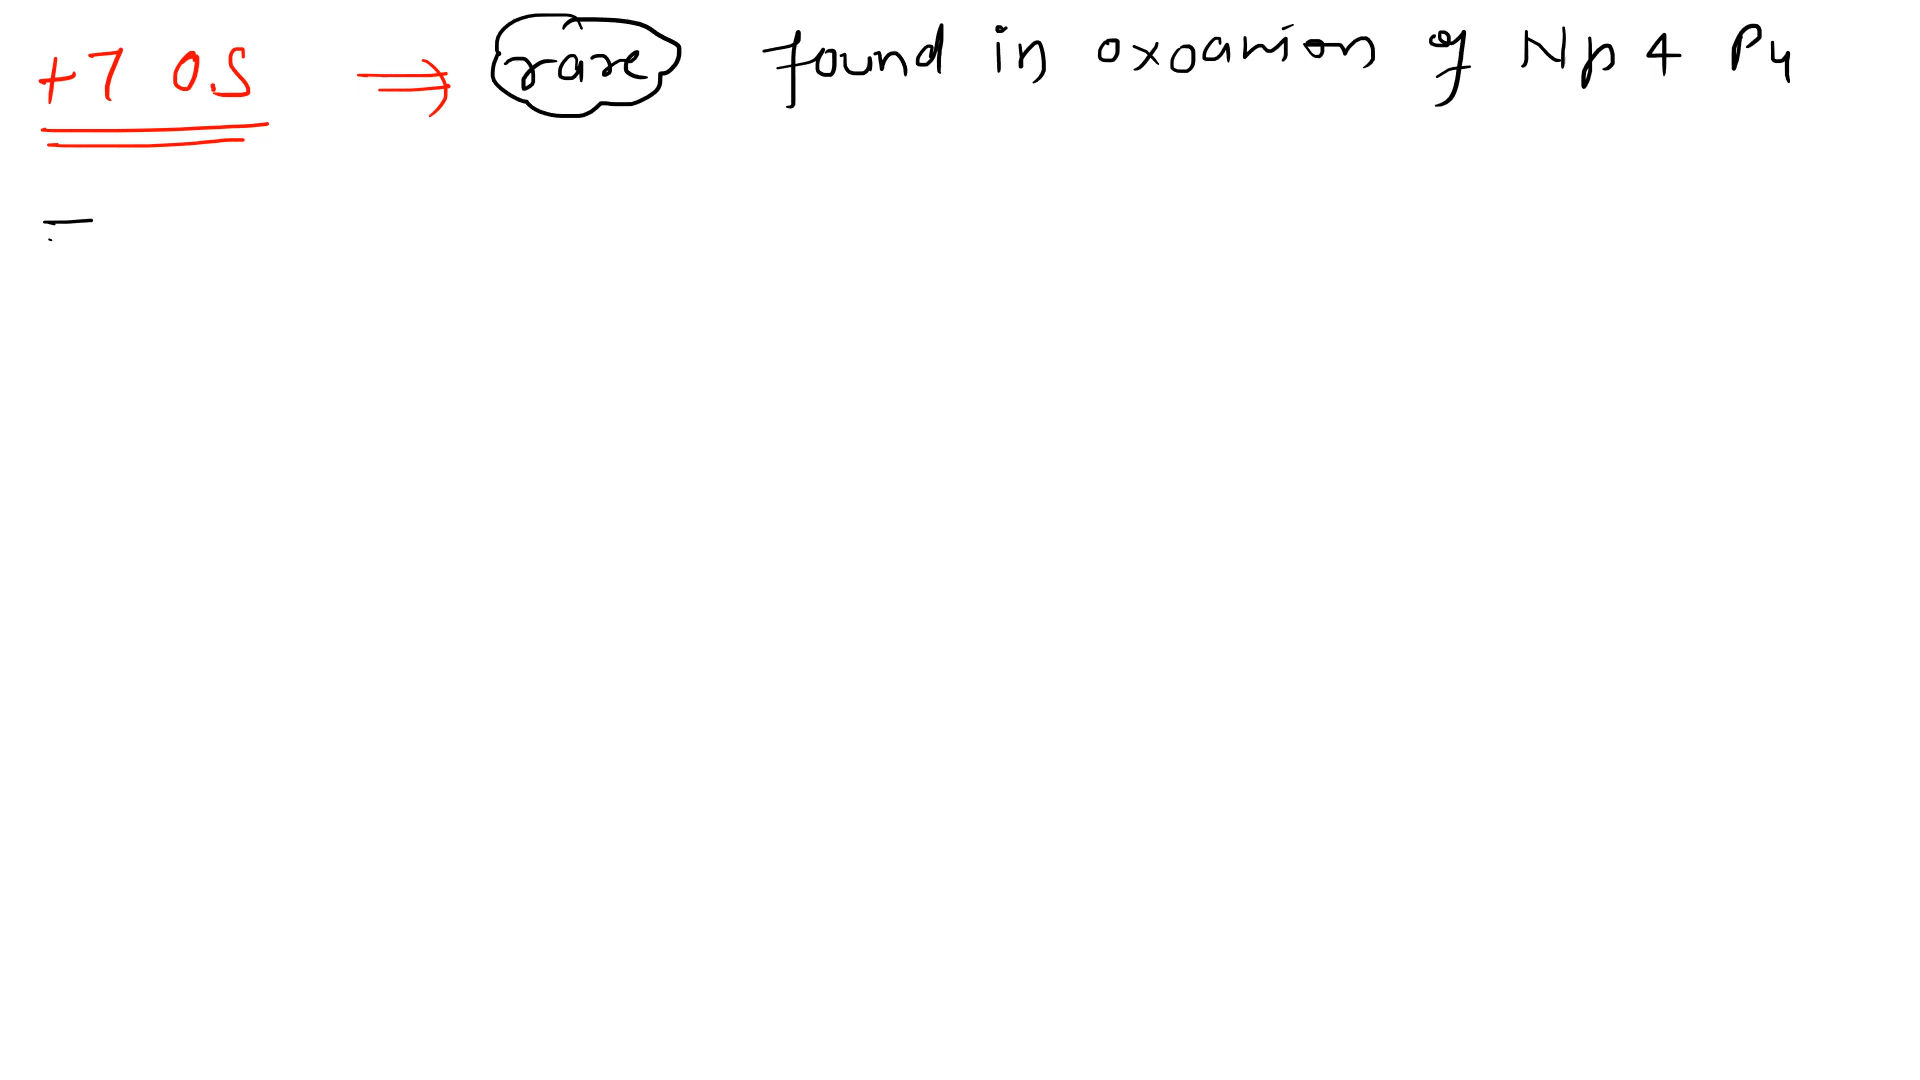 +7 O.S ⇒ rare found in oxoanion of Np & Pu